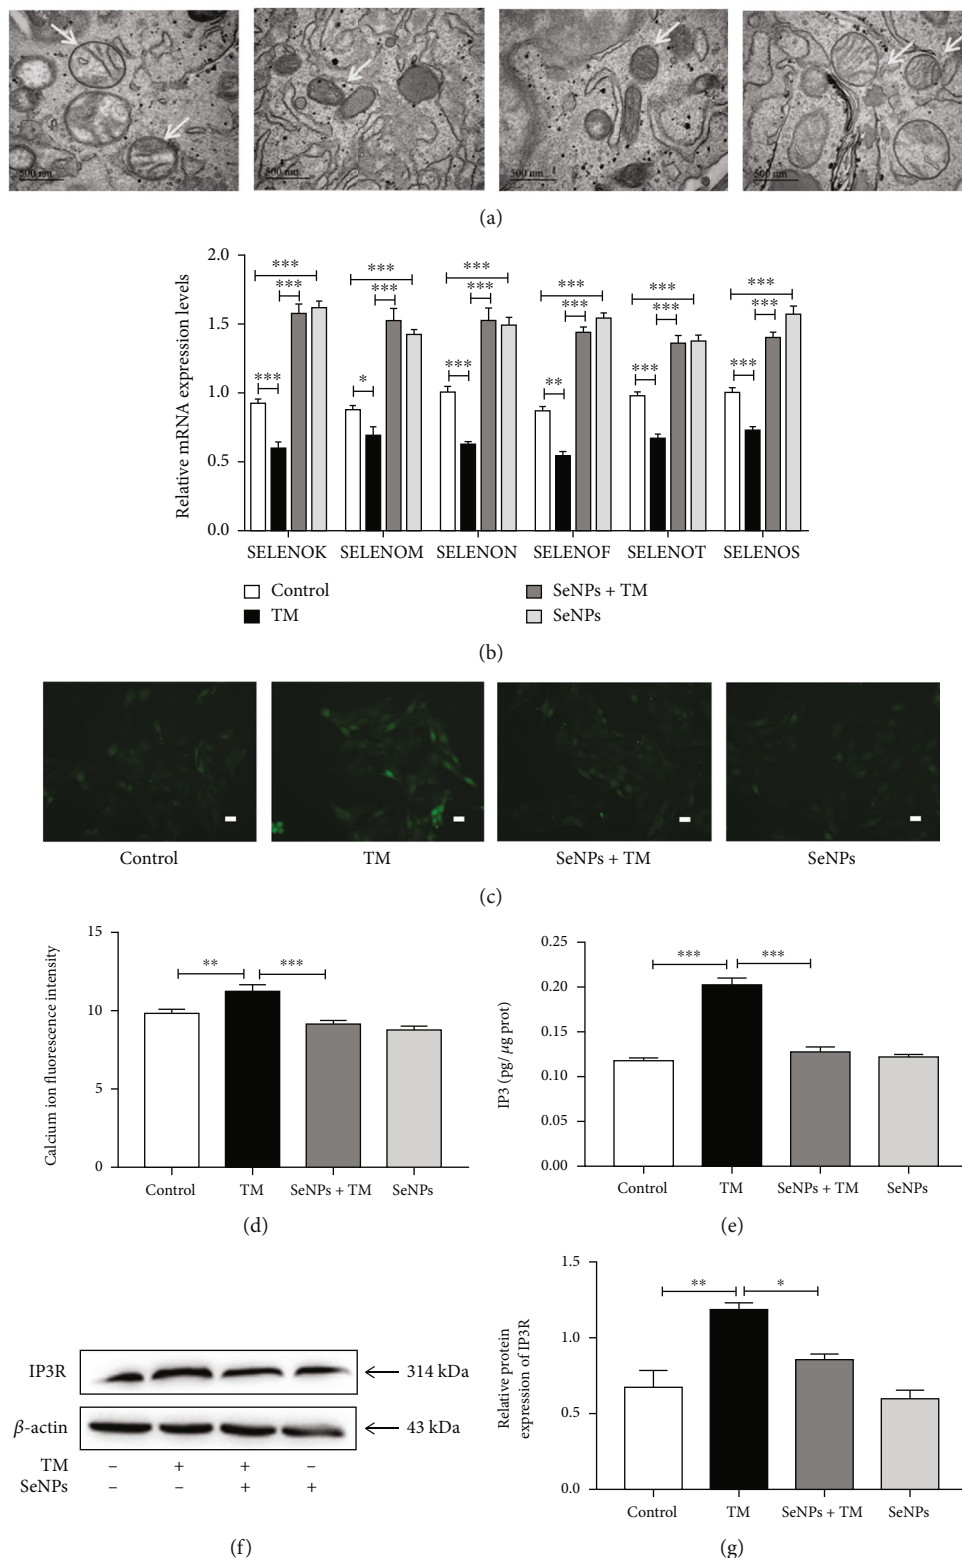 500 nm
500 nm
500 nm
500 nm
(a)
Relative mRNA expression levels
2.0
1.5
1.0
0.5
0.0
*** *** *** *** *** ***
*** *** *** *** *** ***
*** * *** ** *** ***
SELENOK SELENOM SELENON SELENOF SELENOT SELENOS
Control
TM
SeNPs + TM
SeNPs
(b)
Control TM SeNPs + TM SeNPs
(c)
Calcium ion fluorescence intensity
15
10
5
0
** ***
Control TM SeNPs + TM SeNPs
(d)
IP3 (pg/ μg prot)
0.25
0.20
0.15
0.10
0.05
0.00
*** ***
Control TM SeNPs + TM SeNPs
(e)
IP3R 314 kDa
β-actin 43 kDa
TM – + + –
SeNPs – – + +
(f)
Relative protein
expression of IP3R
1.5
1.0
0.5
0.0
** *
Control TM SeNPs + TM SeNPs
(g)